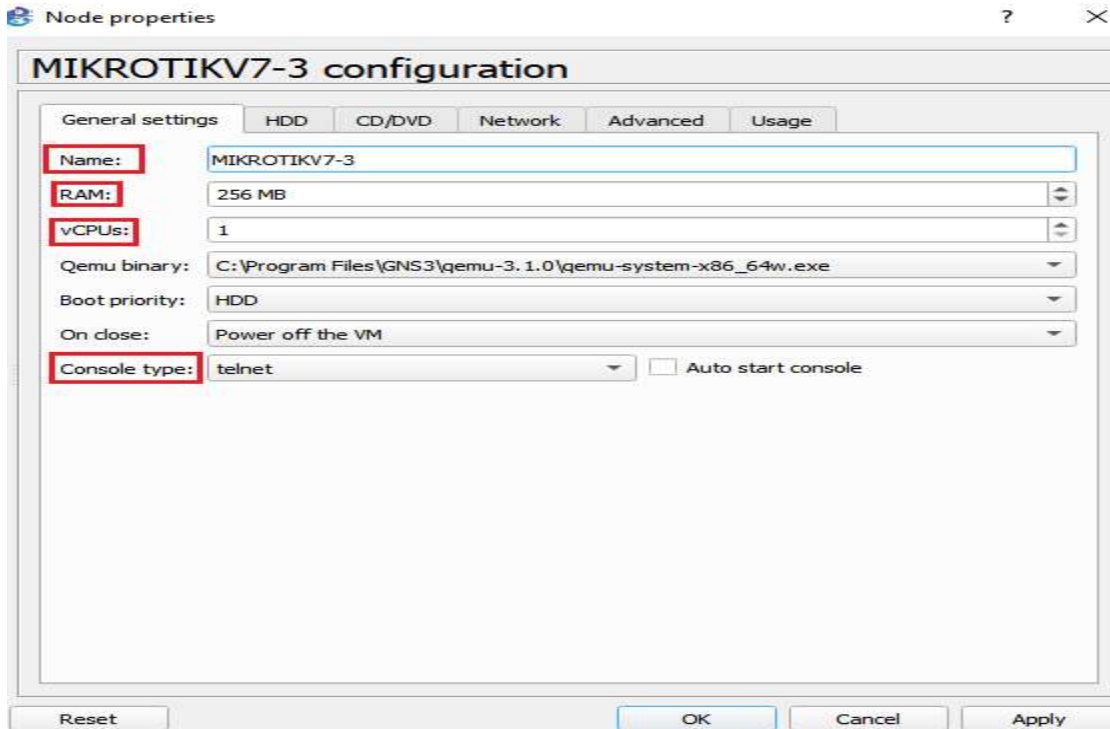 Node properties ? ×
MIKROTIKV7-3 configuration
General settings HDD CD/DVD Network Advanced Usage
Name: MIKROTIKV7-3
RAM: 256 MB
vCPUs: 1
Qemu binary: C:\Program Files\GNS3\qemu-3.1.0\qemu-system-x86_64w.exe
Boot priority: HDD
On close: Power off the VM
Console type: telnet Auto start console
Reset OK Cancel Apply